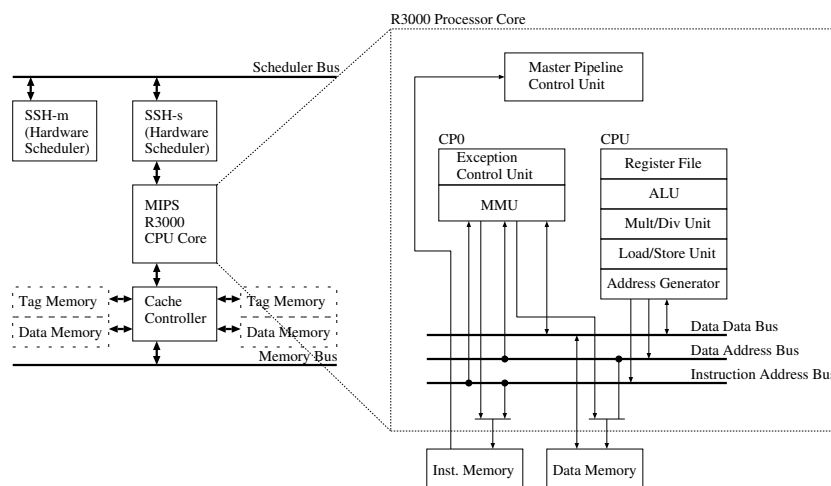 R3000 Processor Core
Scheduler Bus
SSH-m
(Hardware
Scheduler)
SSH-s
(Hardware
Scheduler)
MIPS
R3000
CPU Core
Tag Memory
Data Memory
Cache
Controller
Tag Memory
Data Memory
Memory Bus
Master Pipeline
Control Unit
CP0
Exception
Control Unit
MMU
CPU
Register File
ALU
Mult/Div Unit
Load/Store Unit
Address Generator
Data Data Bus
Data Address Bus
Instruction Address Bus
Inst. Memory
Data Memory